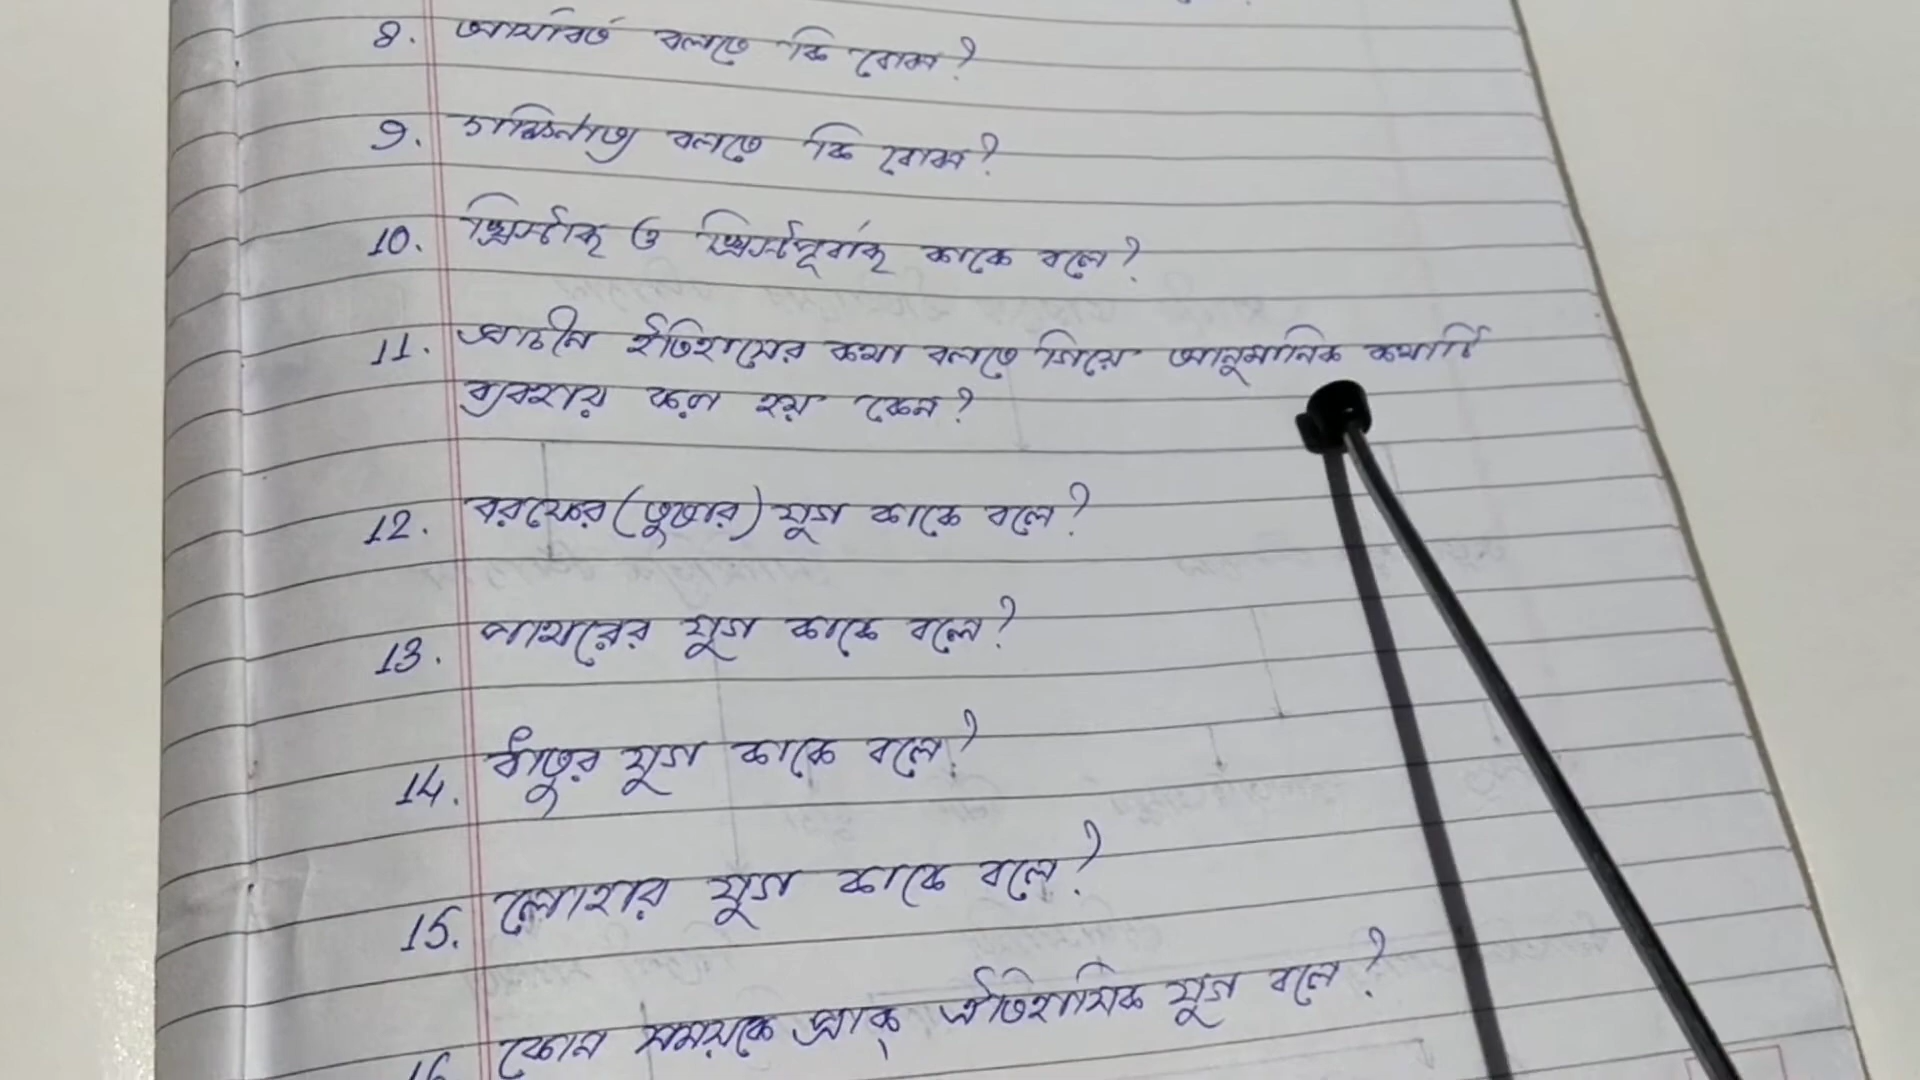 8. আর্যাবর্ত বলতে কি বোঝ?
9. দাক্ষিণাত্য বলতে কি বোঝ?
10. খ্রিস্টাব্দ ও খ্রিস্টপূর্বাব্দ কাকে বলে?
11. প্রাচীন ইতিহাসের কথা বলতে গিয়ে আনুমানিক কথাটি
ব্যবহার করা হয় কেন?
12. বরফের (তুষার) যুগ কাকে বলে?
13. পাথরের যুগ কাকে বলে?
14. ধাঁতুর যুগ কাকে বলে?
15. লোহার যুগ কাকে বলে?
16. কোন সময়কে প্রাক্ ঐতিহাসিক যুগ বলে?